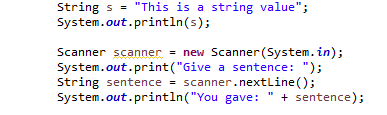 String s = "This is a string value";
System.out.println(s);
Scanner scanner = new Scanner(System.in);
System.out.print("Give a sentence: ");
String sentence = scanner.nextLine();
System.out.println("You gave: " + sentence);